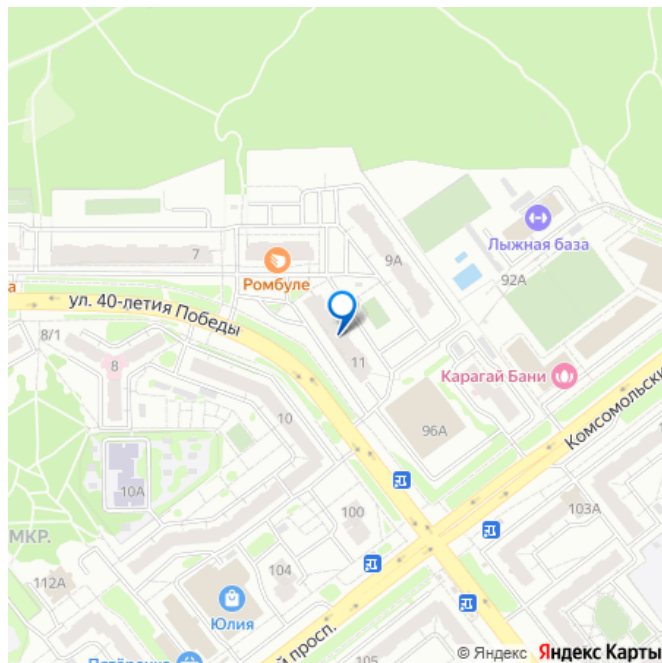 7
9А
Лыжная база
92А
Ромбуле
а
ул. 40-летия Победы
8/1
8
11
Карагай Бани
Комсомольски
10
96А
10А
МКР.
100
103А
112А
104
Юлия
й просп.
105
© Яндекс Яндекс Карты